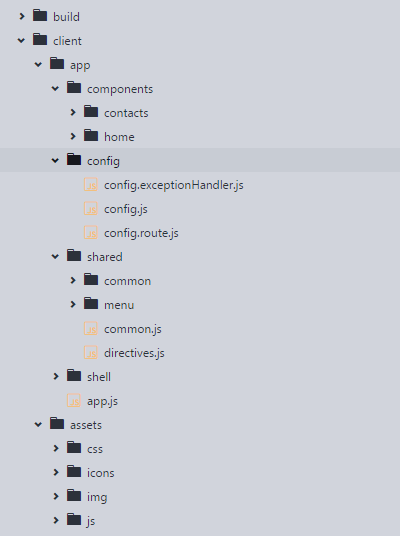 build
client
app
components
contacts
home
config
config.exceptionHandler.js
config.js
config.route.js
shared
common
menu
common.js
directives.js
shell
app.js
assets
css
icons
img
js